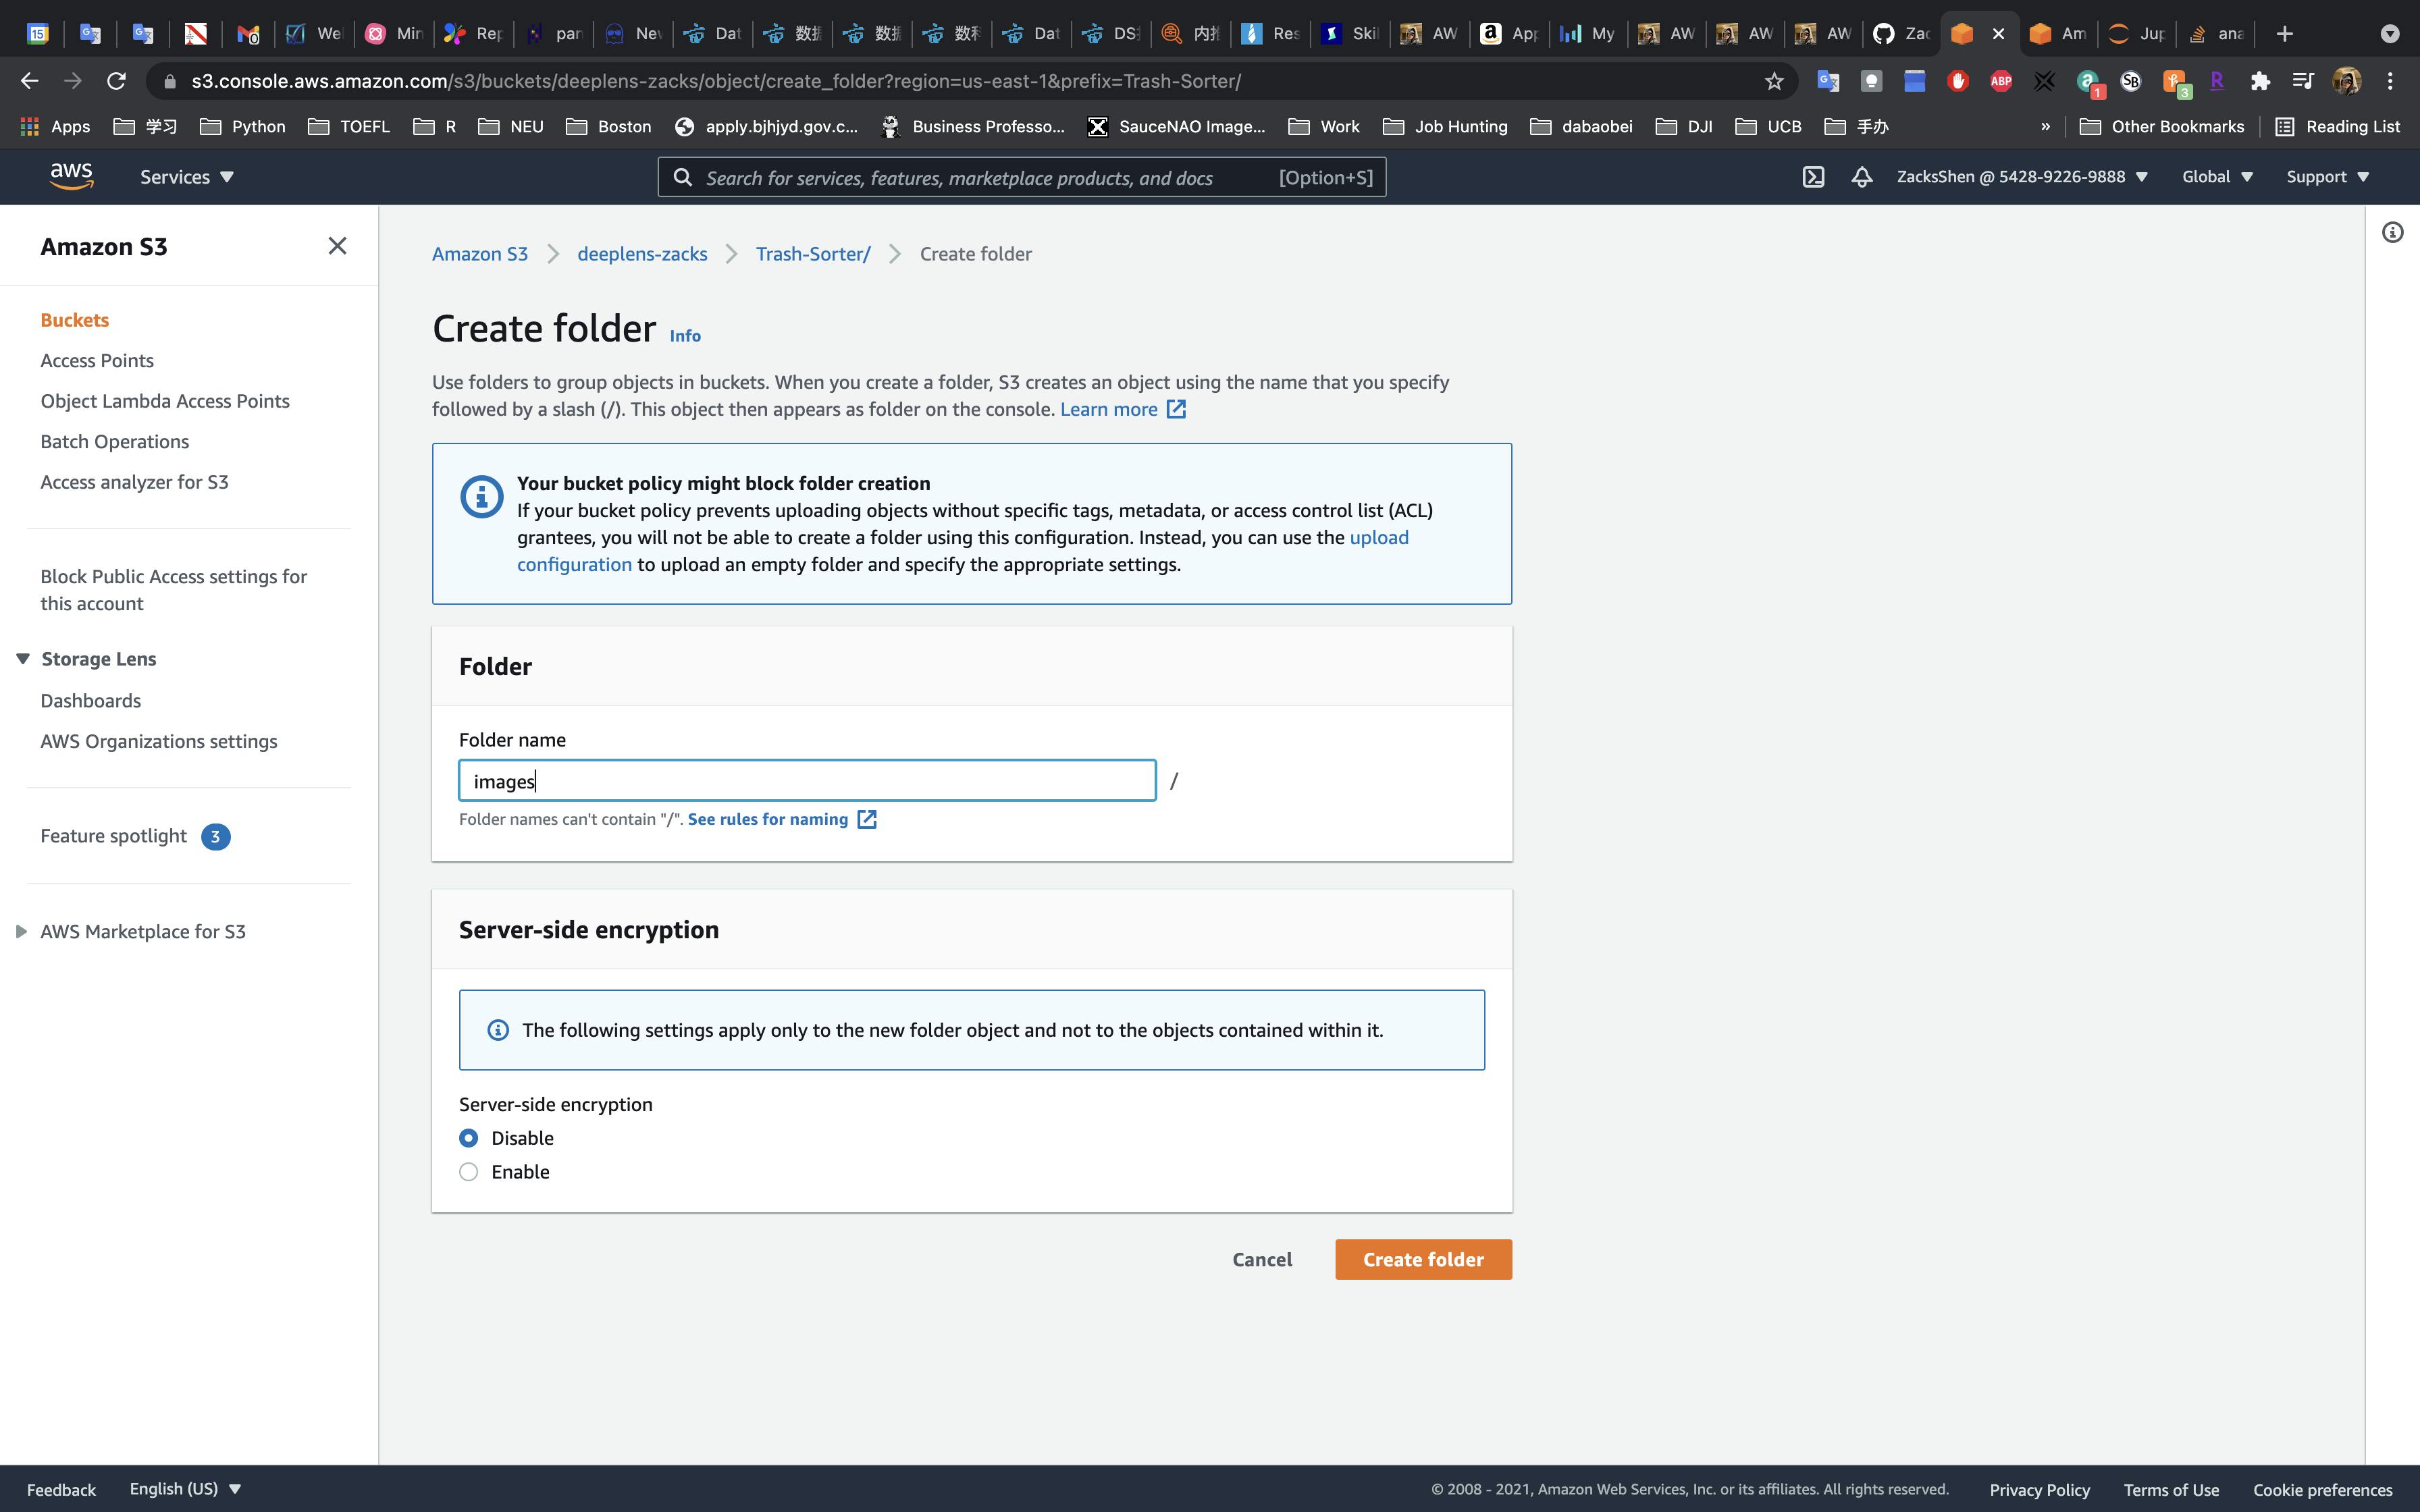 15
We
Min
Rep
pan
Nev
Dat
数据
数据
数科
Dat
DS
内推
Res
Skil
AW
App
My
AW
AW
AW
Zac
Am
Jup
ana
s3.console.aws.amazon.com/s3/buckets/deeplens-zacks/object/create_folder?region=us-east-1&prefix=Trash-Sorter/
ABP
1
SB
3
R
Apps
学习
Python
TOEFL
R
NEU
Boston
apply.bjhjyd.gov.c...
Business Professo...
SauceNAO Image...
Work
Job Hunting
dabaobei
DJI
UCB
手办
»
Other Bookmarks
Reading List
aws
Services
Search for services, features, marketplace products, and docs
[Option+S]
ZacksShen @ 5428-9226-9888
Global
Support
Amazon S3
Buckets
Access Points
Object Lambda Access Points
Batch Operations
Access analyzer for S3
Block Public Access settings for
this account
Storage Lens
Dashboards
AWS Organizations settings
Feature spotlight 3
AWS Marketplace for S3
Amazon S3 > deeplens-zacks > Trash-Sorter/ > Create folder
Create folder Info
Use folders to group objects in buckets. When you create a folder, S3 creates an object using the name that you specify
followed by a slash (/). This object then appears as folder on the console. Learn more
Your bucket policy might block folder creation
If your bucket policy prevents uploading objects without specific tags, metadata, or access control list (ACL)
grantees, you will not be able to create a folder using this configuration. Instead, you can use the upload
configuration to upload an empty folder and specify the appropriate settings.
Folder
Folder name
images /
Folder names can't contain "/". See rules for naming
Server-side encryption
The following settings apply only to the new folder object and not to the objects contained within it.
Server-side encryption
Disable
Enable
Cancel
Create folder
Feedback
English (US)
© 2008 - 2021, Amazon Web Services, Inc. or its affiliates. All rights reserved.
Privacy Policy
Terms of Use
Cookie preferences